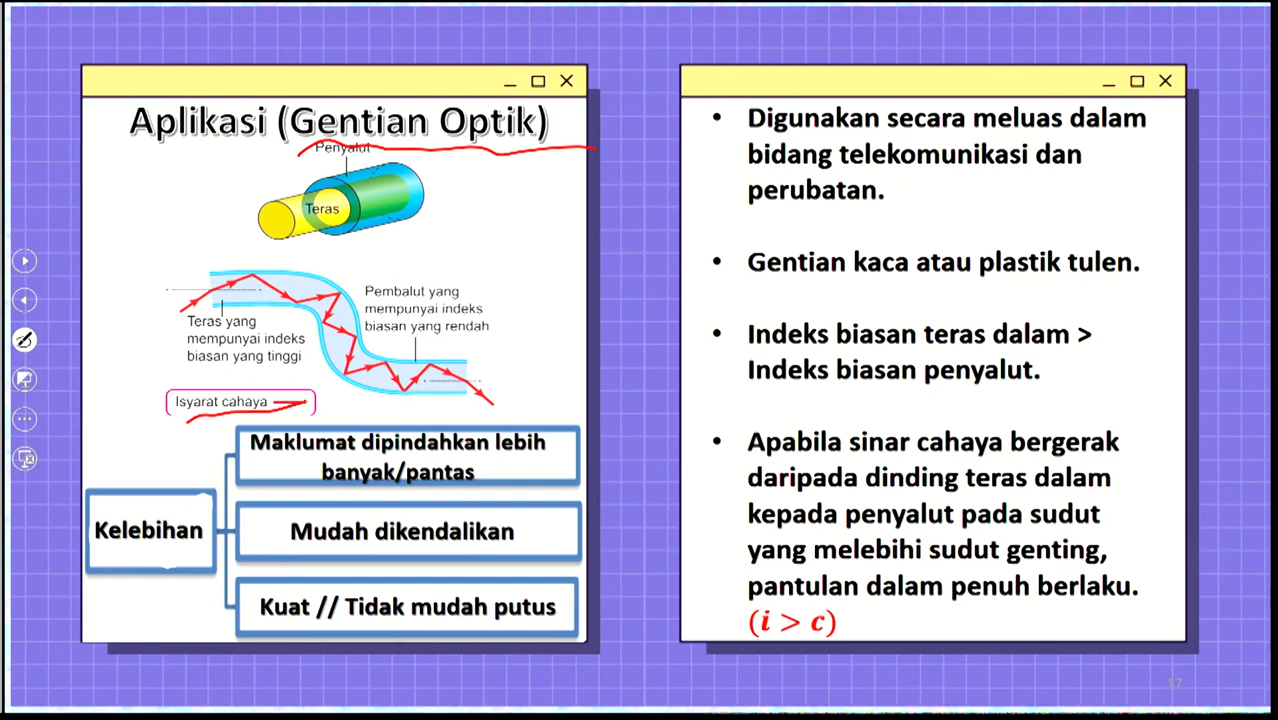 Aplikasi (Gentian Optik)
Penyalut
Teras
Teras yang
mempunyai indeks
biasan yang tinggi
Pembalut yang
mempunyai indeks
biasan yang rendah
Isyarat cahaya
Kelebihan
Maklumat dipindahkan lebih
banyak/pantas
Mudah dikendalikan
Kuat // Tidak mudah putus
• Digunakan secara meluas dalam
bidang telekomunikasi dan
perubatan.
• Gentian kaca atau plastik tulen.
• Indeks biasan teras dalam >
Indeks biasan penyalut.
• Apabila sinar cahaya bergerak
daripada dinding teras dalam
kepada penyalut pada sudut
yang melebihi sudut genting,
pantulan dalam penuh berlaku.
(i > c)
17